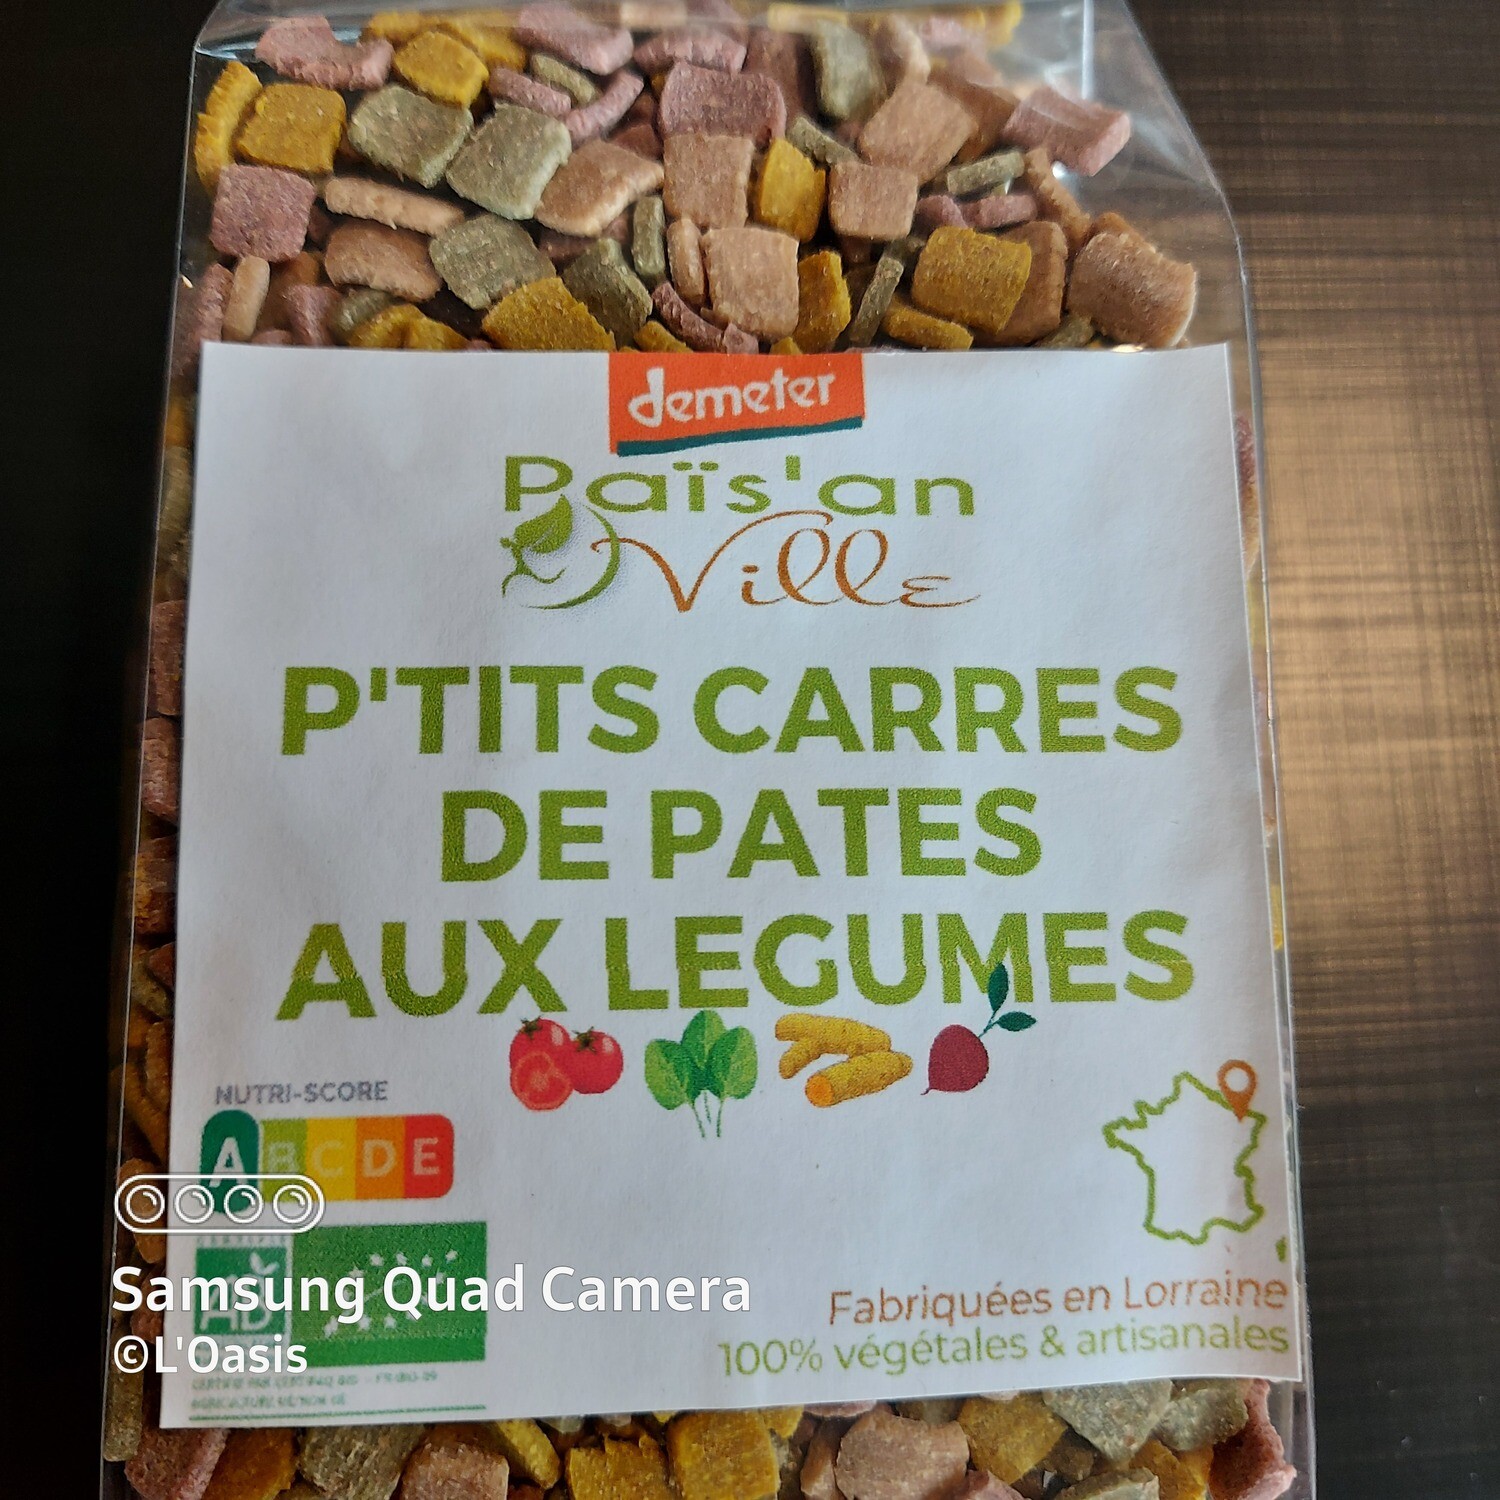 demeter
Païs'an
Ville
P'TITS CARRES
DE PATES
AUX LEGUMES
NUTRI-SCORE
A B C D E
AB
Samsung Quad Camera
©L'Oasis
Fabriquées en Lorraine
100% végétales & artisanales